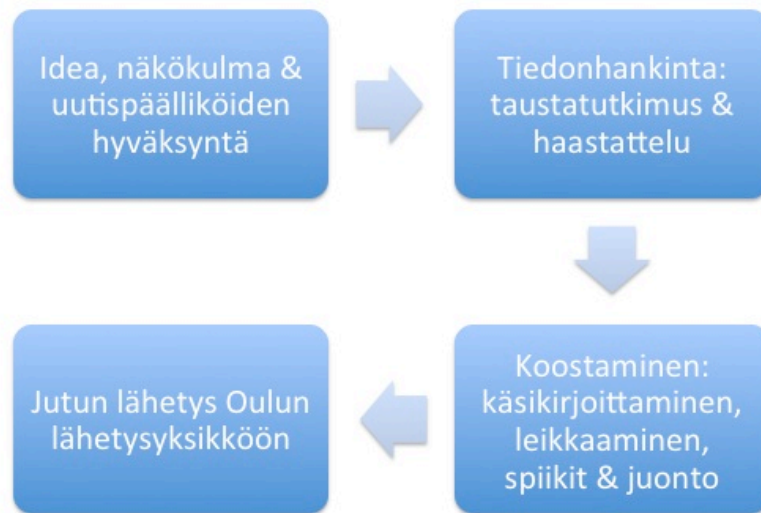 Idea, näkökulma &
uutispäälliköiden
hyväksyntä
Tiedonhankinta:
taustatutkimus &
haastattelu
Koostaminen:
käsikirjoittaminen,
leikkaaminen,
spiikit & juonto
Jutun lähetys Oulun
lähetysyksikköön